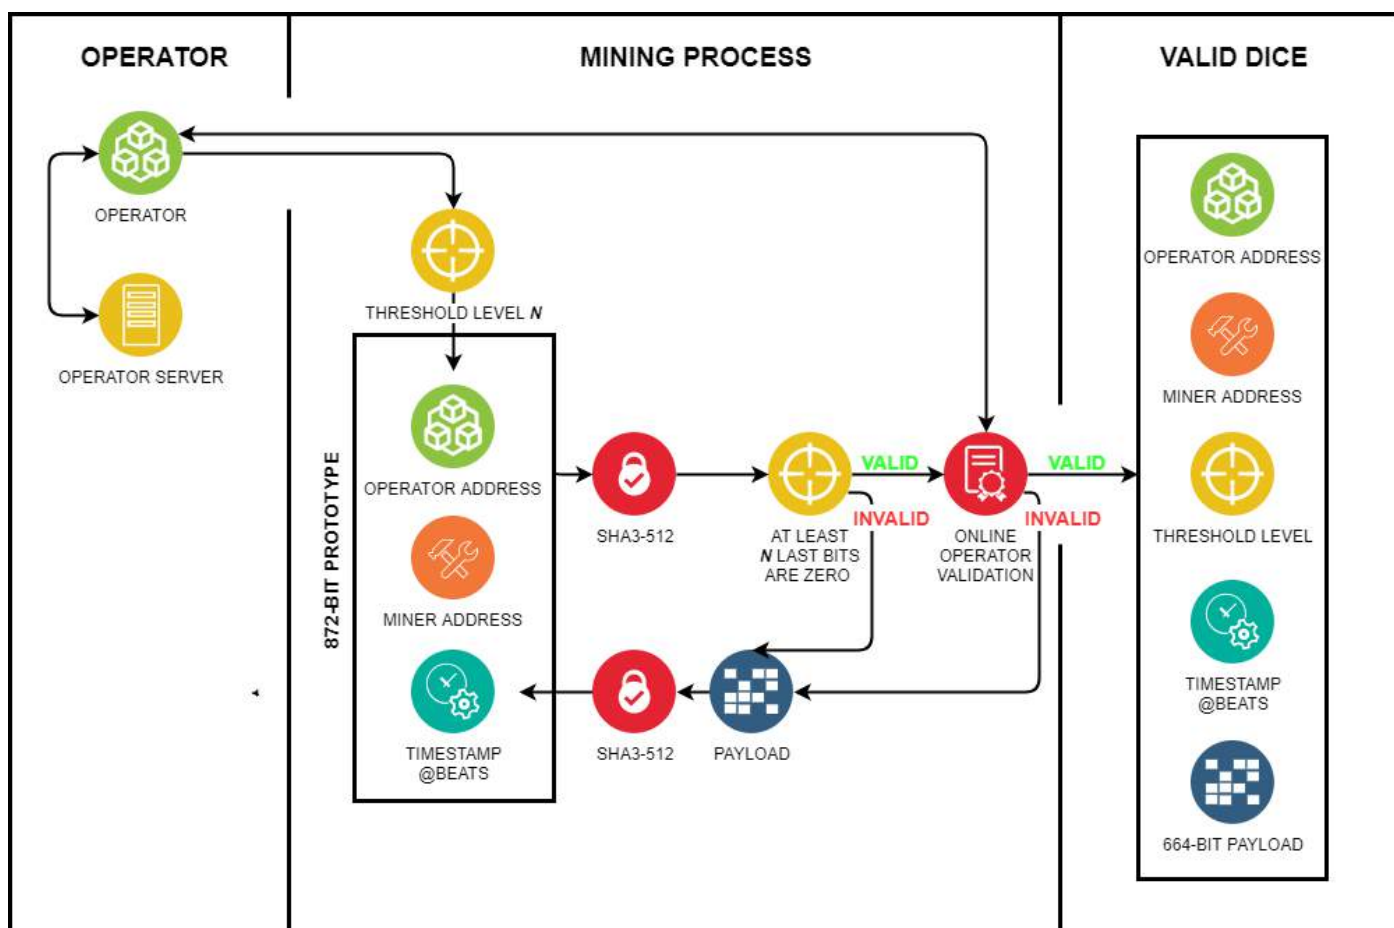 OPERATOR
MINING PROCESS
VALID DICE
OPERATOR
OPERATOR SERVER
THRESHOLD LEVEL N
872-BIT PROTOTYPE
OPERATOR ADDRESS
MINER ADDRESS
TIMESTAMP
@BEATS
SHA3-512
AT LEAST
N LAST BITS
ARE ZERO
VALID
INVALID
ONLINE
OPERATOR
VALIDATION
VALID
INVALID
SHA3-512
PAYLOAD
OPERATOR ADDRESS
MINER ADDRESS
THRESHOLD LEVEL
TIMESTAMP
@BEATS
664-BIT PAYLOAD